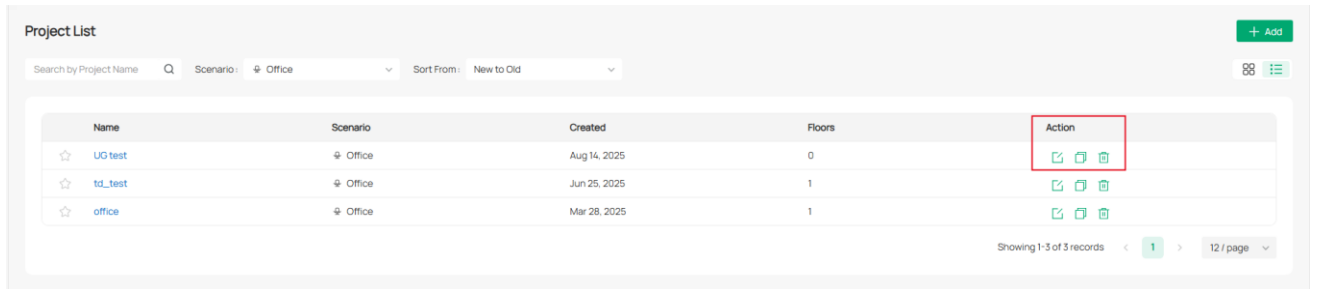 Project List
+ Add
Search by Project Name Scenario : Office Sort From : New to Old
Name Scenario Created Floors Action
UG test Office Aug 14, 2025 0
td_test Office Jun 25, 2025 1
office Office Mar 28, 2025 1
Showing 1-3 of 3 records < 1 > 12 / page